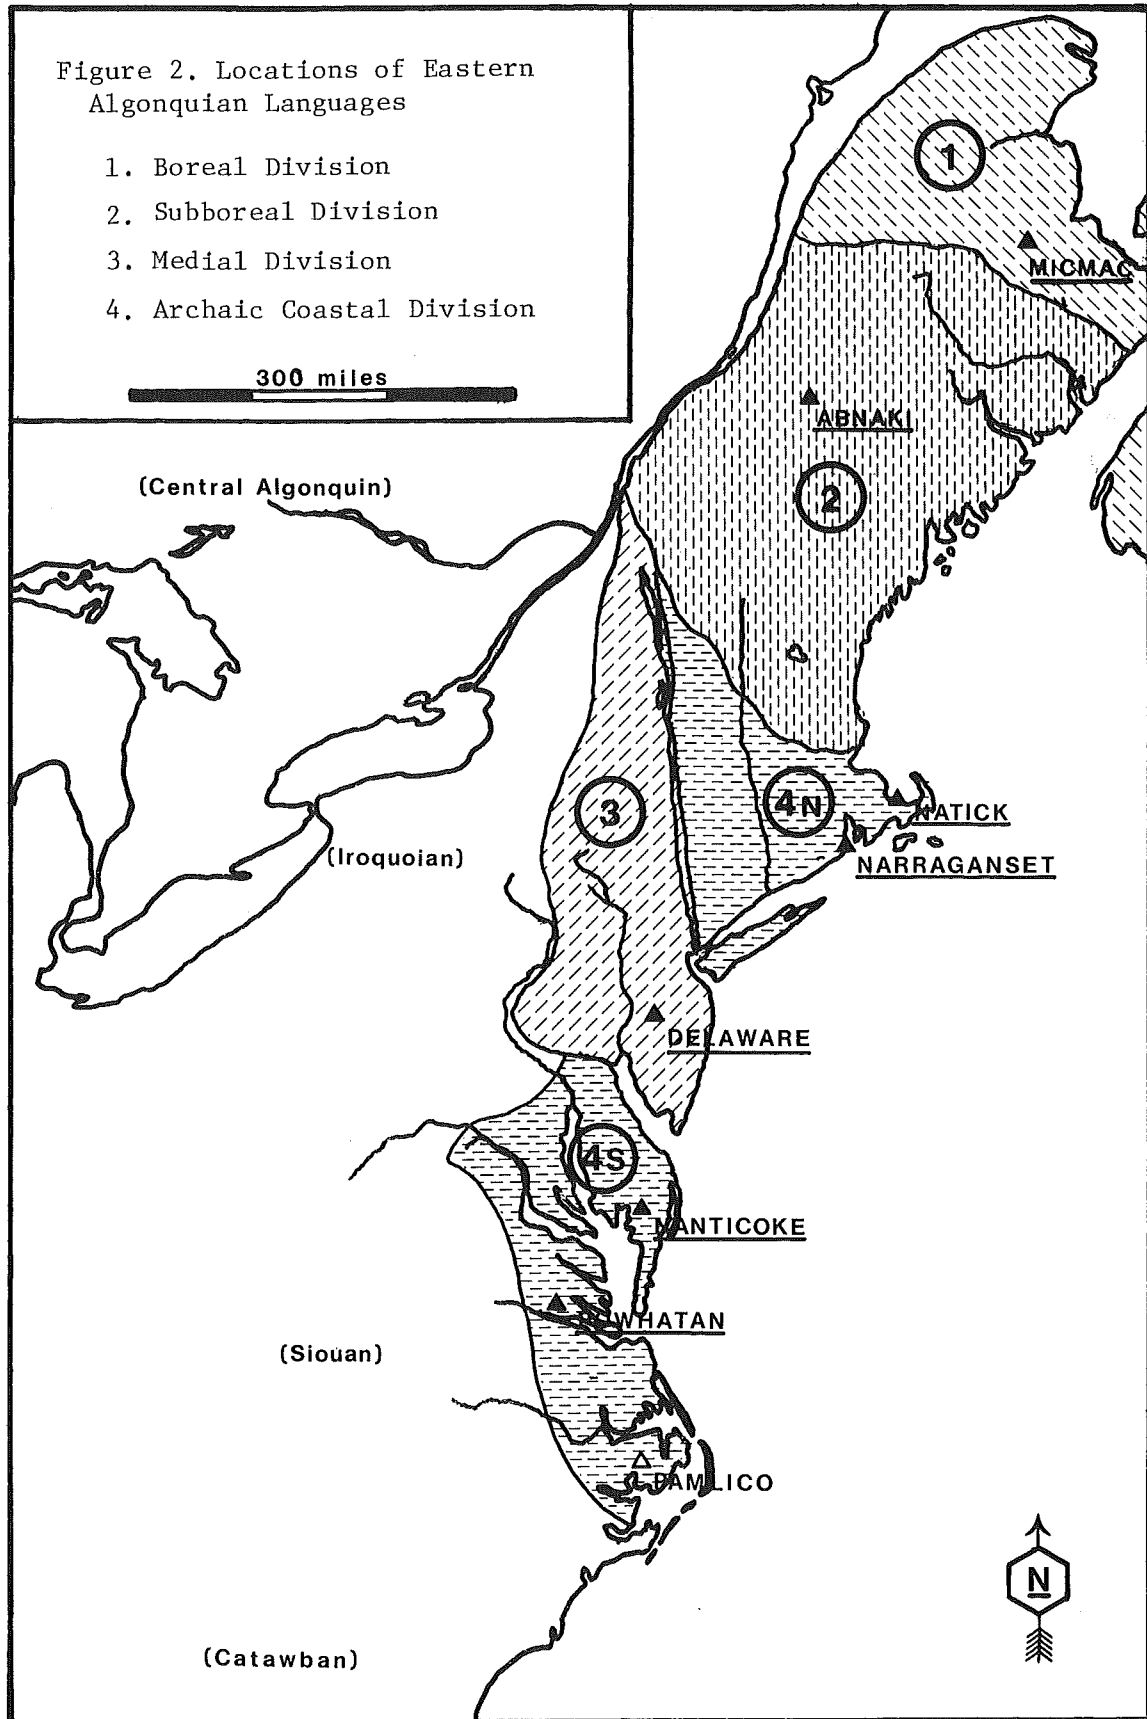 Figure 2. Locations of Eastern
Algonquian Languages
1. Boreal Division
2. Subboreal Division
3. Medial Division
4. Archaic Coastal Division
300 miles
1
MICMAC
ABNAKI
(Central Algonquin)
2
3
4N
NATICK
(Iroquoian)
NARRAGANSET
DELAWARE
4S
NANTICOKE
POWHATAN
(Siouan)
PAMLICO
N
(Catawban)